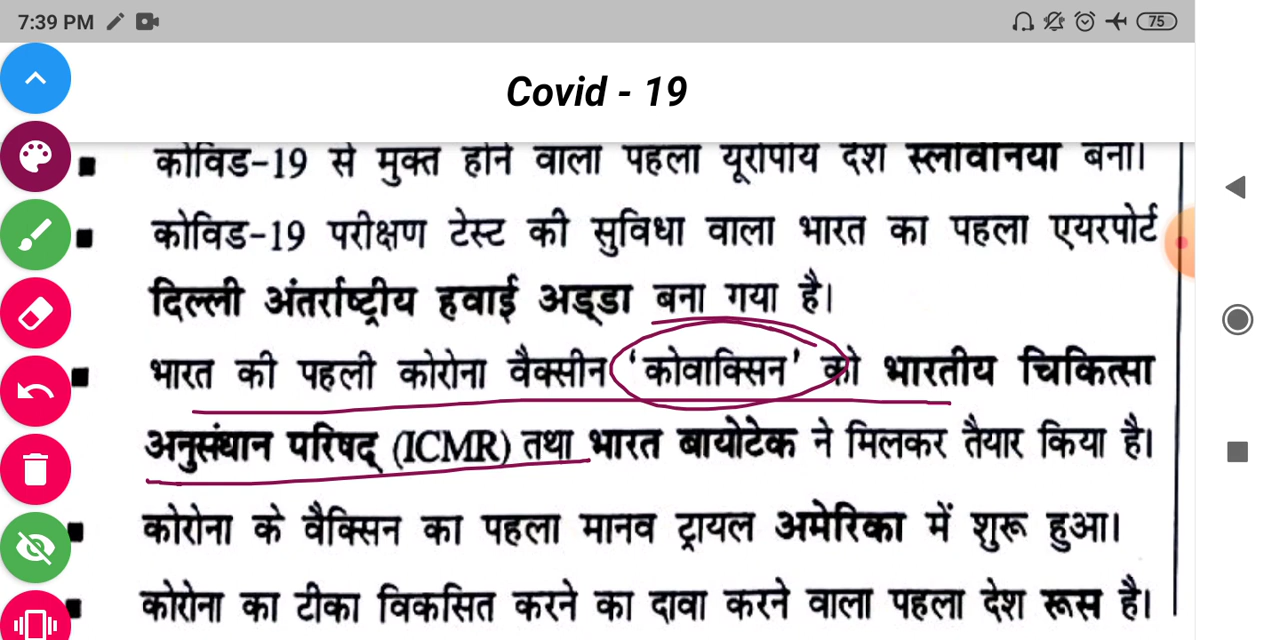 7:39 PM
75
Covid - 19
कोविड-19 से मुक्त होने वाला पहला यूरोपीय देश स्लोवेनिया बना।
कोविड-19 परीक्षण टेस्ट की सुविधा वाला भारत का पहला एयरपोर्ट
दिल्ली अंतर्राष्ट्रीय हवाई अड्डा बना गया है।
भारत की पहली कोरोना वैक्सीन 'कोवाक्सिन' को भारतीय चिकित्सा
अनुसंधान परिषद् (ICMR) तथा भारत बायोटेक ने मिलकर तैयार किया है।
कोरोना के वैक्सिन का पहला मानव ट्रायल अमेरिका में शुरू हुआ।
कोरोना का टीका विकसित करने का दावा करने वाला पहला देश रूस है।